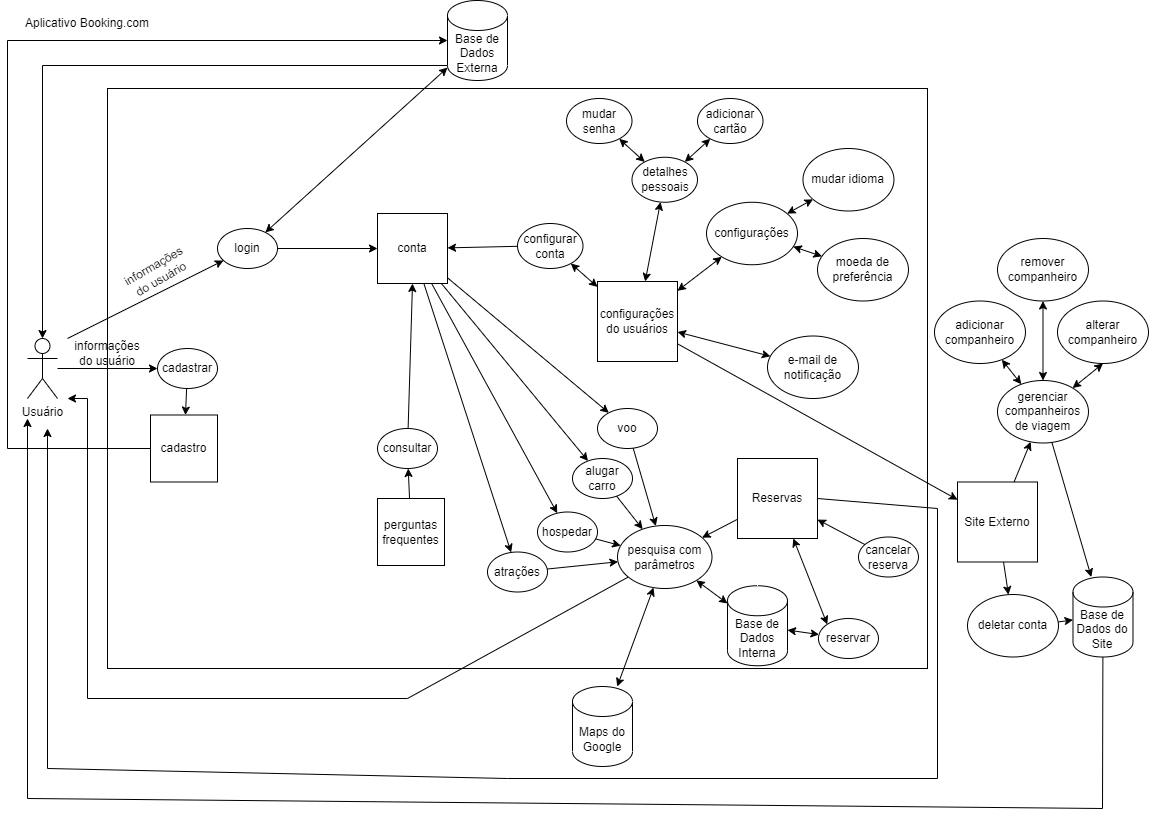 Aplicativo Booking.com
Base de
Dados
Externa
mudar
senha
adicionar
cartão
detalhes
pessoais
mudar idioma
configurações
moeda de
preferência
login
conta
configurar
conta
informações
do usuário
configurações
do usuários
remover
companheiro
adicionar
companheiro
alterar
companheiro
informações
do usuário
cadastrar
e-mail de
notificação
gerenciar
companheiros
de viagem
Usuário
cadastro
consultar
voo
alugar
carro
Reservas
perguntas
frequentes
hospedar
Site Externo
atrações
pesquisa com
parâmetros
cancelar
reserva
Base de
Dados
Interna
reservar
deletar conta
Base de
Dados do
Site
Maps do
Google